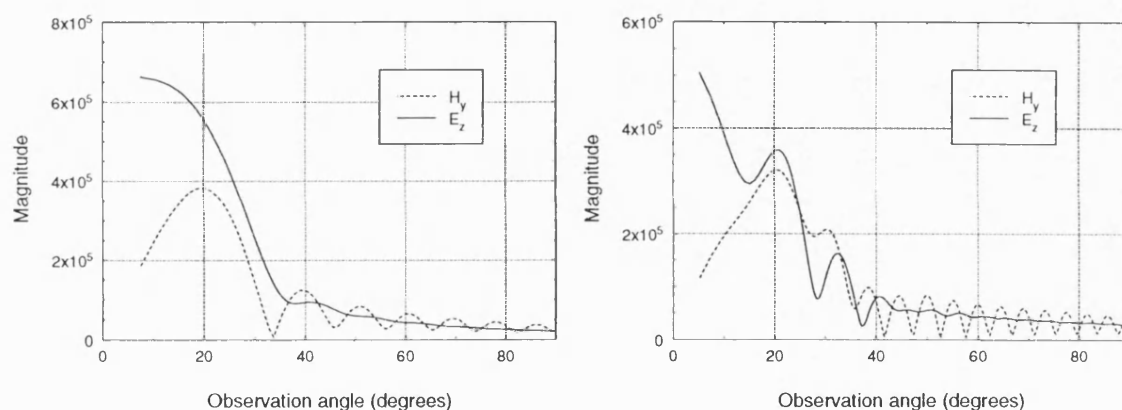 8x10⁵
6x10⁵
4x10⁵
2x10⁵
0
0 20 40 60 80
Magnitude
Observation angle (degrees)
H_y
E_z
6x10⁵
4x10⁵
2x10⁵
0
0 20 40 60 80
Magnitude
Observation angle (degrees)
H_y
E_z